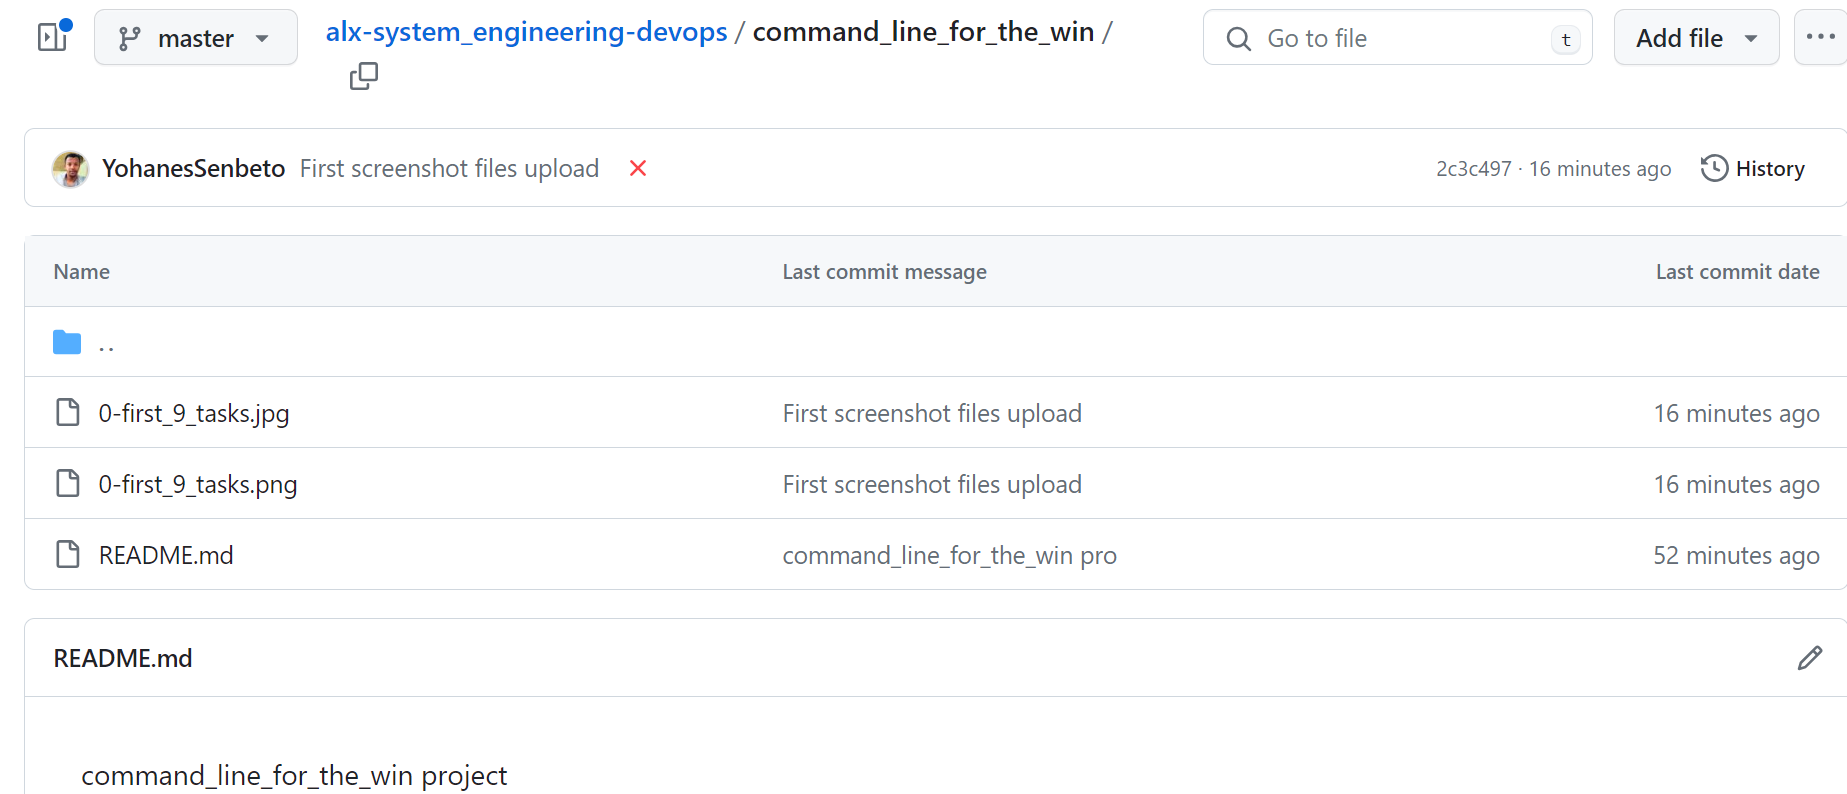 master
alx-system_engineering-devops / command_line_for_the_win /
Go to file
t
Add file
YohanesSenbeto First screenshot files upload
2c3c497 · 16 minutes ago
History
Name Last commit message Last commit date
..
0-first_9_tasks.jpg First screenshot files upload 16 minutes ago
0-first_9_tasks.png First screenshot files upload 16 minutes ago
README.md command_line_for_the_win pro 52 minutes ago
README.md
command_line_for_the_win project